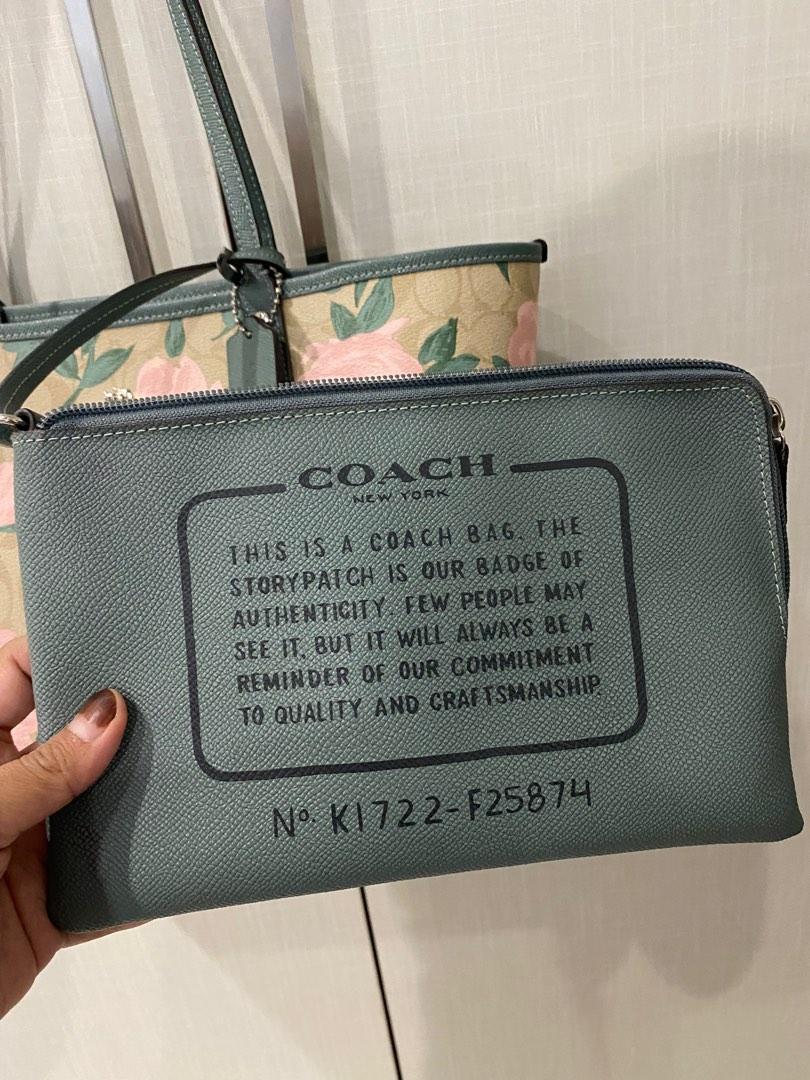 COACH
NEW YORK
THIS IS A COACH BAG. THE
STORYPATCH IS OUR BADGE OF
AUTHENTICITY. FEW PEOPLE MAY
SEE IT, BUT IT WILL ALWAYS BE A
REMINDER OF OUR COMMITMENT
TO QUALITY AND CRAFTSMANSHIP
Nº. K1722-F25874